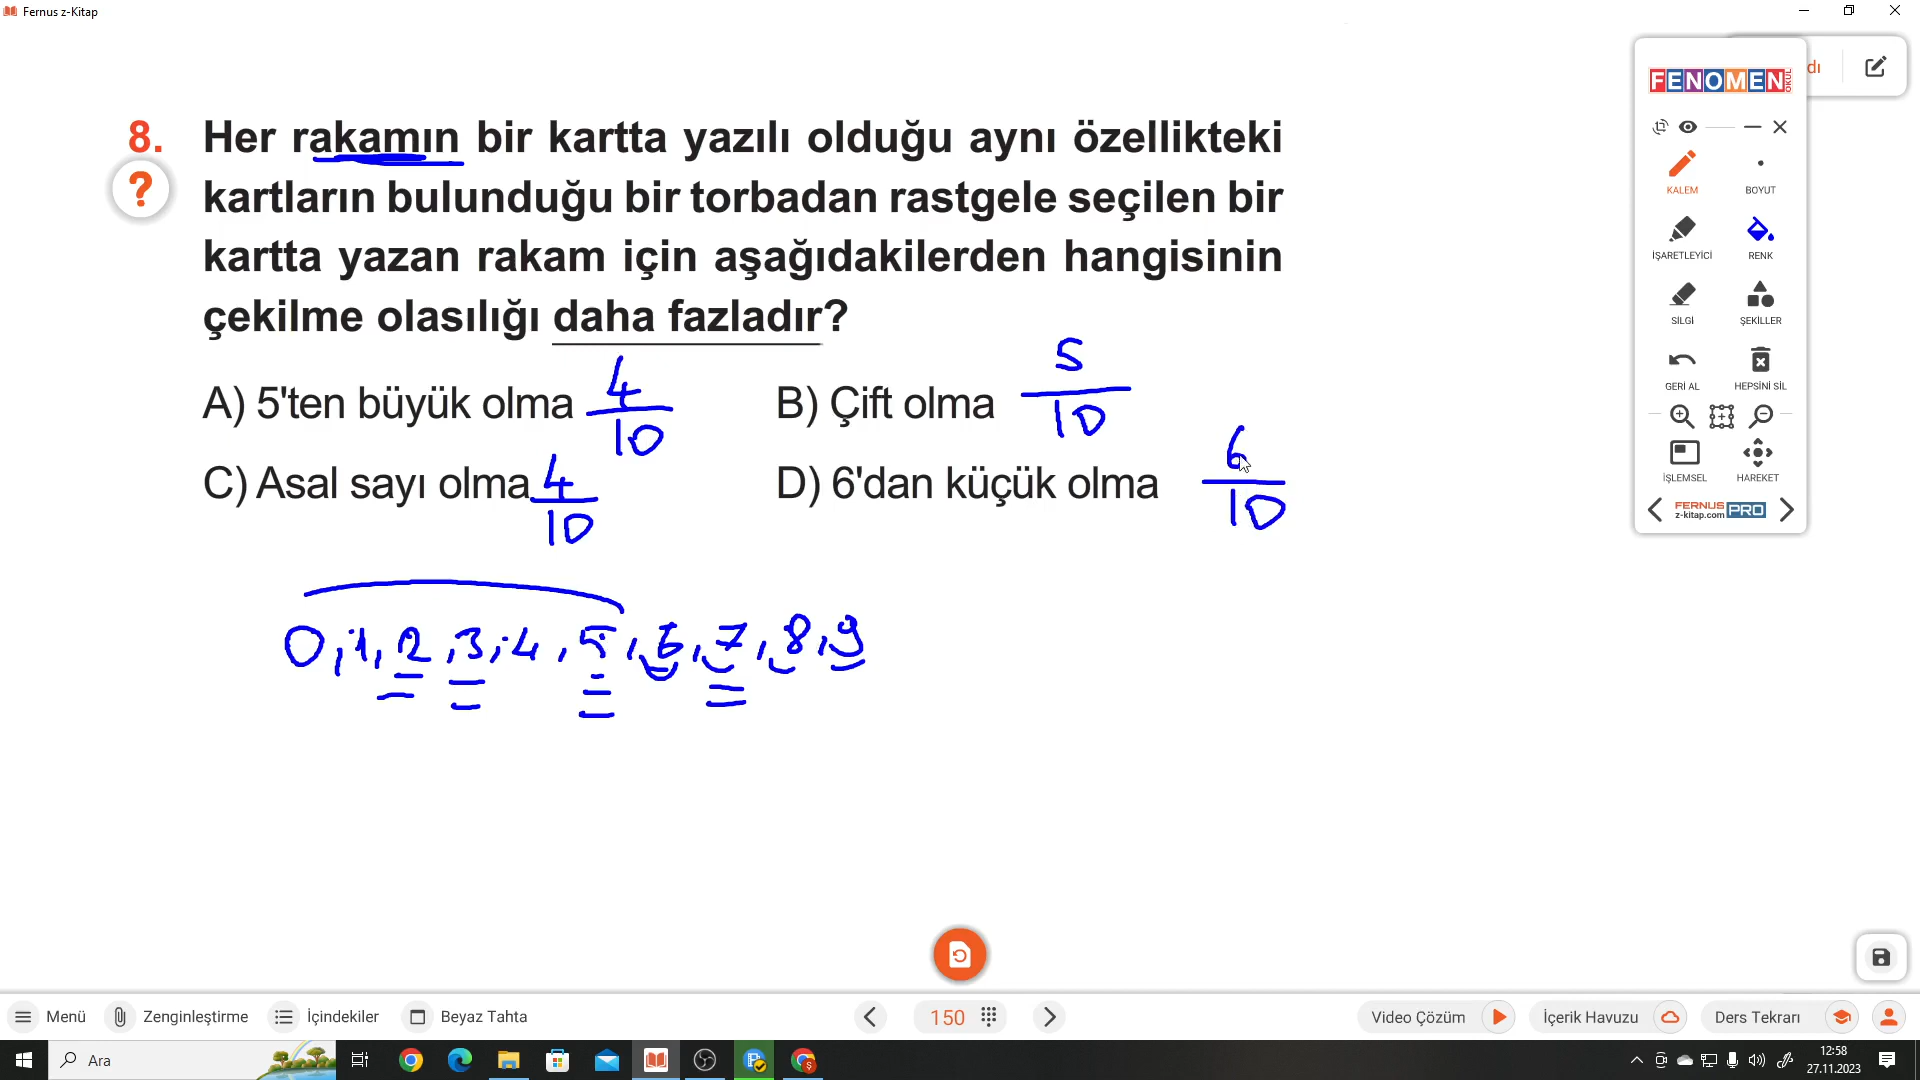 Fernus z-Kitap
8. Her rakamın bir kartta yazılı olduğu aynı özellikteki
kartların bulunduğu bir torbadan rastgele seçilen bir
kartta yazan rakam için aşağıdakilerden hangisinin
çekilme olasılığı daha fazladır?
?
A) 5'ten büyük olma 4/10
B) Çift olma 5/10
C) Asal sayı olma 4/10
D) 6'dan küçük olma 6/10
0, 1, 2, 3, 4, 5, 6, 7, 8, 9
dı
FENOMEN OKUL
KALEM BOYUT
İŞARETLEYİCİ RENK
SİLGİ ŞEKİLLER
GERİ AL HEPSİNİ SİL
İŞLEMSEL HAREKET
FERNUS PRO
z-kitap.com
Menü Zenginleştirme İçindekiler Beyaz Tahta 150 Video Çözüm İçerik Havuzu Ders Tekrarı
Ara
12:58
27.11.2023